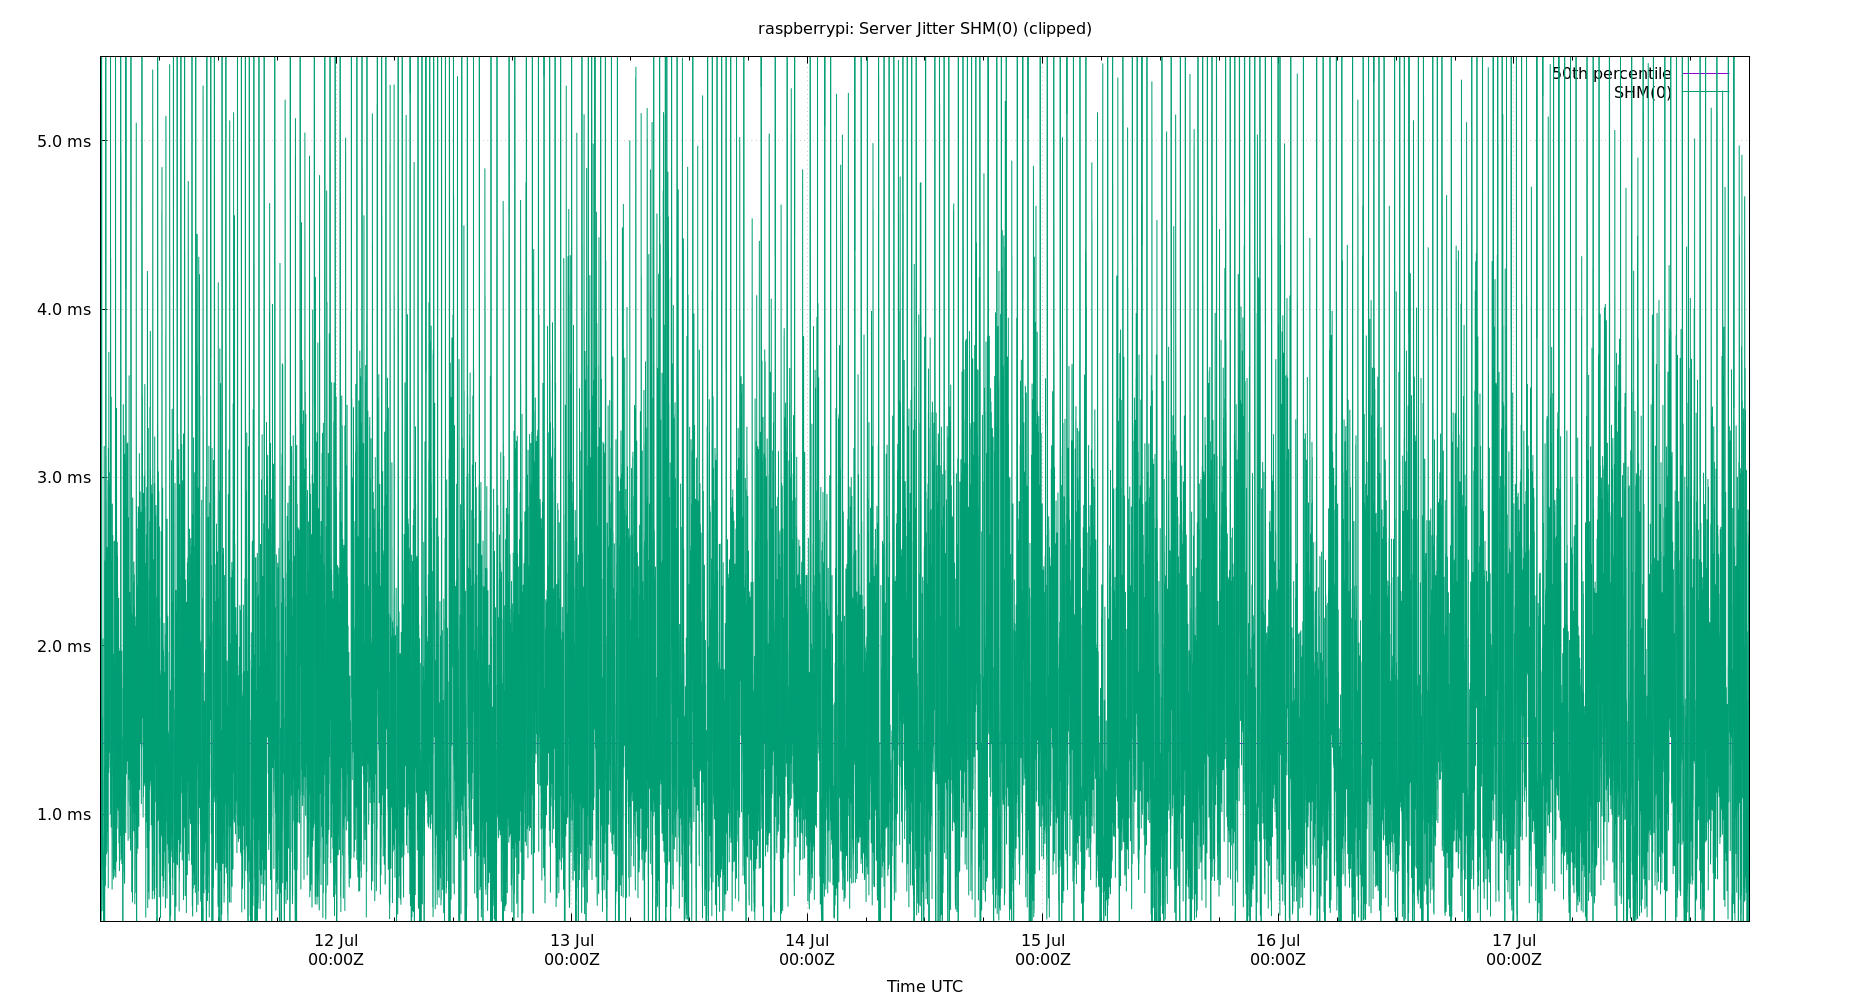 raspberrypi: Server Jitter SHM(0) (clipped)
50th percentile
SHM(0)
5.0 ms
4.0 ms
3.0 ms
2.0 ms
1.0 ms
12 Jul 13 Jul 14 Jul 15 Jul 16 Jul 17 Jul
00:00Z 00:00Z 00:00Z 00:00Z 00:00Z 00:00Z
Time UTC